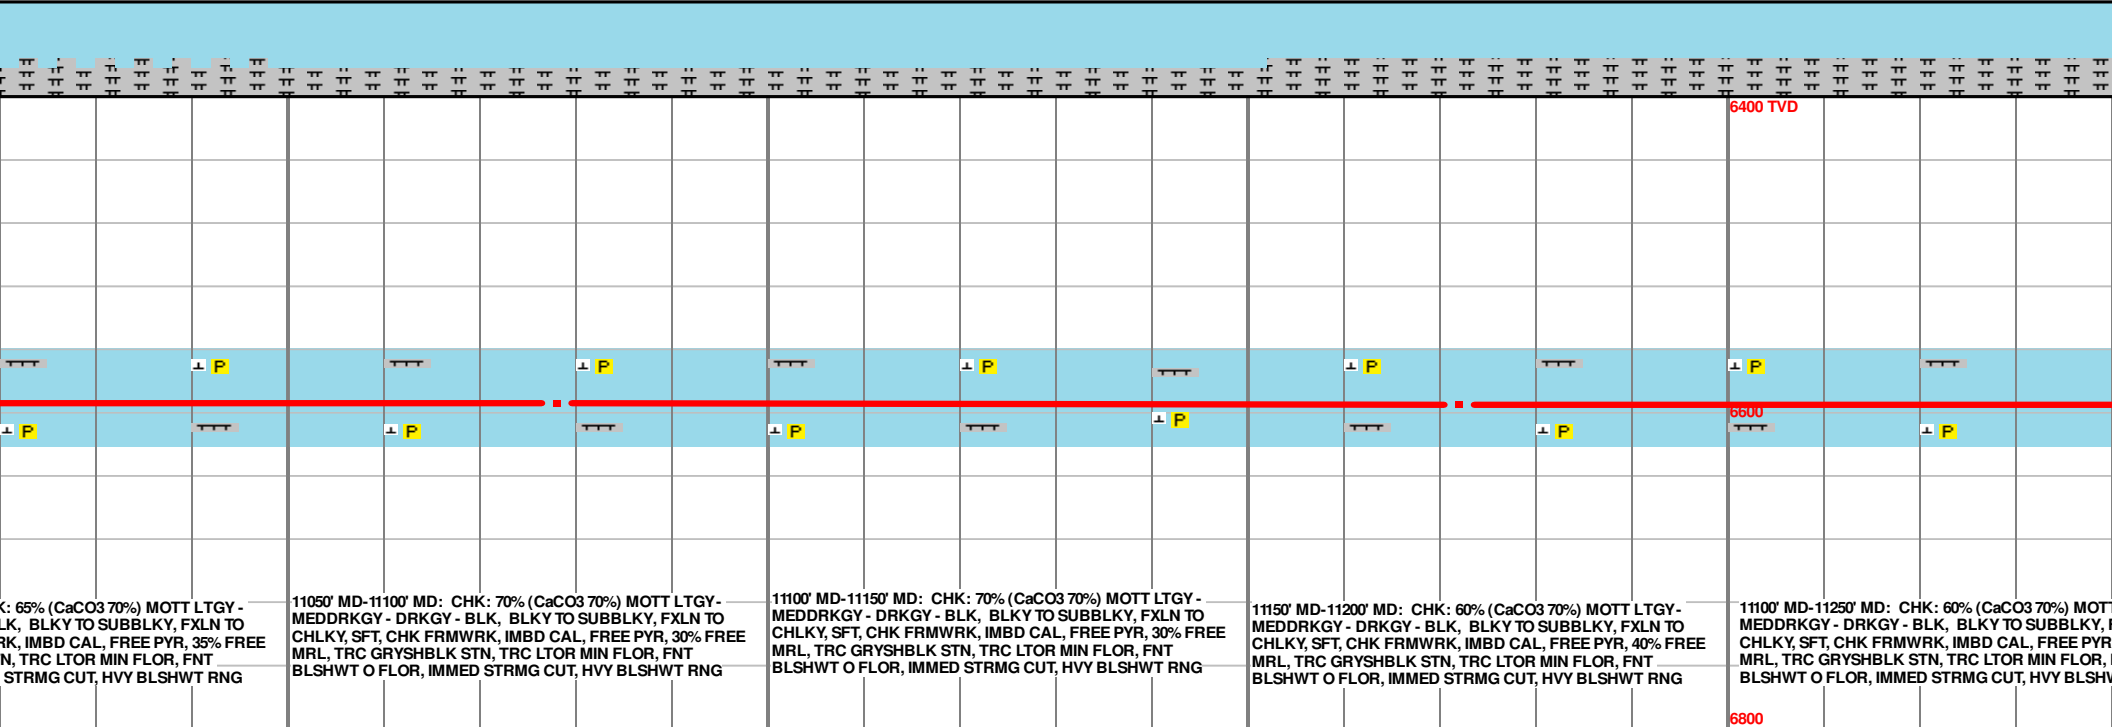 6400 TVD
P P P P P
6600
P P P P P P
K: 65% (CaCO3 70%) MOTT LTGY -
LK, BLKY TO SUBBLKY, FXLN TO
RK, IMBD CAL, FREE PYR, 35% FREE
N, TRC LTOR MIN FLOR, FNT
STRMG CUT, HVY BLSHWT RNG
11050' MD-11100' MD: CHK: 70% (CaCO3 70%) MOTT LTGY-
MEDDRKGY - DRKGY - BLK, BLKY TO SUBBLKY, FXLN TO
CHLKY, SFT, CHK FRMWRK, IMBD CAL, FREE PYR, 30% FREE
MRL, TRC GRYSHBLK STN, TRC LTOR MIN FLOR, FNT
BLSHWT O FLOR, IMMED STRMG CUT, HVY BLSHWT RNG
11100' MD-11150' MD: CHK: 70% (CaCO3 70%) MOTT LTGY -
MEDDRKGY - DRKGY - BLK, BLKY TO SUBBLKY, FXLN TO
CHLKY, SFT, CHK FRMWRK, IMBD CAL, FREE PYR, 30% FREE
MRL, TRC GRYSHBLK STN, TRC LTOR MIN FLOR, FNT
BLSHWT O FLOR, IMMED STRMG CUT, HVY BLSHWT RNG
11150' MD-11200' MD: CHK: 60% (CaCO3 70%) MOTT LTGY-
MEDDRKGY - DRKGY - BLK, BLKY TO SUBBLKY, FXLN TO
CHLKY, SFT, CHK FRMWRK, IMBD CAL, FREE PYR, 40% FREE
MRL, TRC GRYSHBLK STN, TRC LTOR MIN FLOR, FNT
BLSHWT O FLOR, IMMED STRMG CUT, HVY BLSHWT RNG
11100' MD-11250' MD: CHK: 60% (CaCO3 70%) MOTT
MEDDRKGY - DRKGY - BLK, BLKY TO SUBBLKY, F
CHLKY, SFT, CHK FRMWRK, IMBD CAL, FREE PYR
MRL, TRC GRYSHBLK STN, TRC LTOR MIN FLOR,
BLSHWT O FLOR, IMMED STRMG CUT, HVY BLSHW
6800